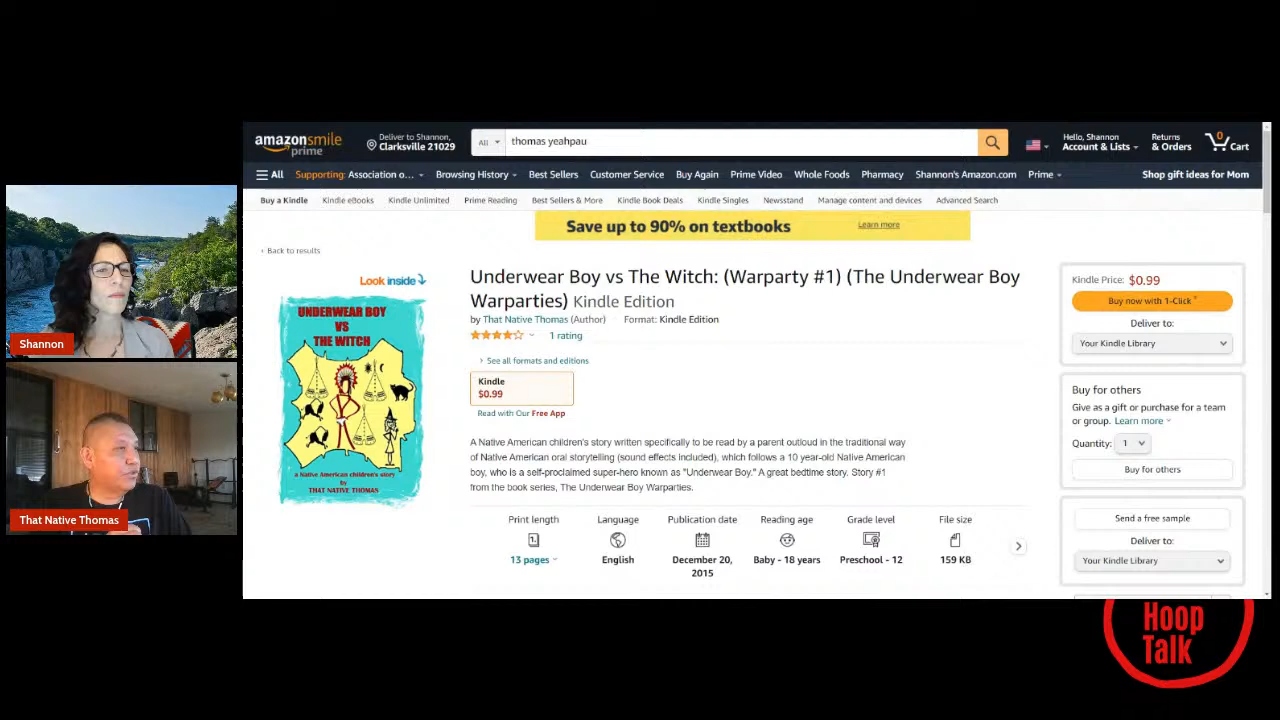 amazonsmile
prime
Deliver to Shannon,
Clarksville 21029
All
thomas yeahpau
Hello, Shannon
Account & Lists
Returns
& Orders
0
Cart
All
Supporting: Association o...
Browsing History
Best Sellers
Customer Service
Buy Again
Prime Video
Whole Foods
Pharmacy
Shannon's Amazon.com
Prime
Shop gift ideas for Mom
Buy a Kindle
Kindle eBooks
Kindle Unlimited
Prime Reading
Best Sellers & More
Kindle Book Deals
Kindle Singles
Newsstand
Manage content and devices
Advanced Search
Save up to 90% on textbooks
Learn more
‹ Back to results
Look inside
UNDERWEAR BOY
VS
THE WITCH
a Native American children's story
by
THAT NATIVE THOMAS
Underwear Boy vs The Witch: (Warparty #1) (The Underwear Boy
Warparties) Kindle Edition
by That Native Thomas (Author) Format: Kindle Edition
1 rating
› See all formats and editions
Kindle
$0.99
Read with Our Free App
A Native American children's story written specifically to be read by a parent outloud in the traditional way
of Native American oral storytelling (sound effects included), which follows a 10 year-old Native American
boy, who is a self-proclaimed super-hero known as "Underwear Boy." A great bedtime story. Story #1
from the book series, The Underwear Boy Warparties.
Print length
13 pages
Language
English
Publication date
December 20,
2015
Reading age
Baby - 18 years
Grade level
Preschool - 12
File size
159 KB
Kindle Price: $0.99
Buy now with 1-Click
Deliver to:
Your Kindle Library
Buy for others
Give as a gift or purchase for a team
or group. Learn more
Quantity: 1
Buy for others
Send a free sample
Deliver to:
Your Kindle Library
Shannon
That Native Thomas
Hoop
Talk